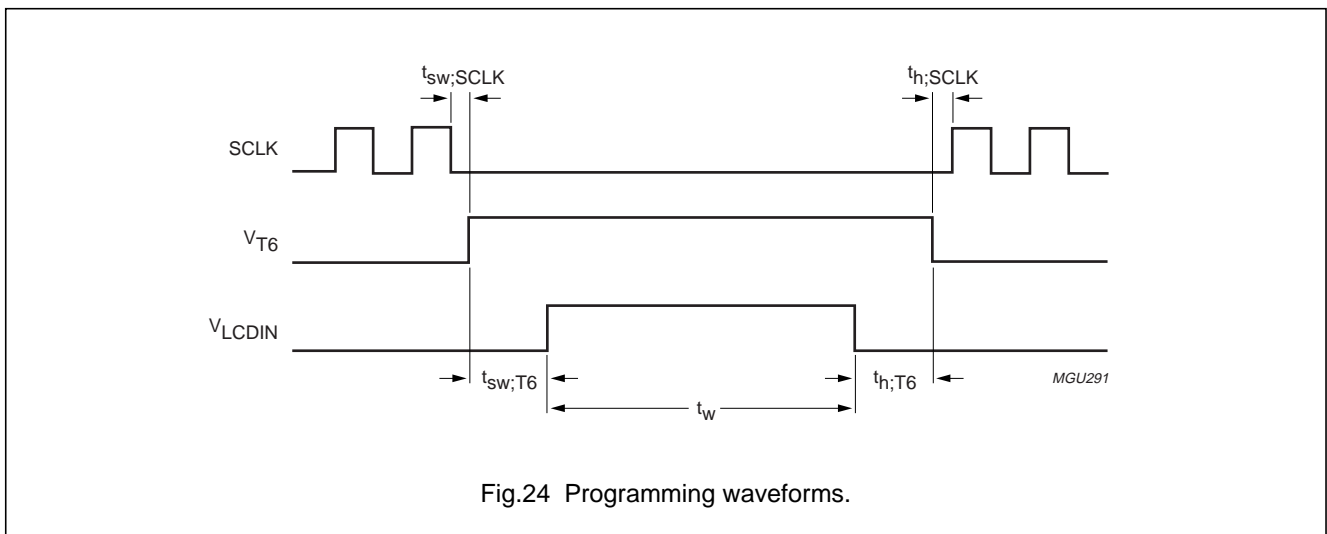 tsw;SCLK
th;SCLK
SCLK
VT6
VLCDIN
tsw;T6
th;T6
MGU291
tw
Fig.24 Programming waveforms.